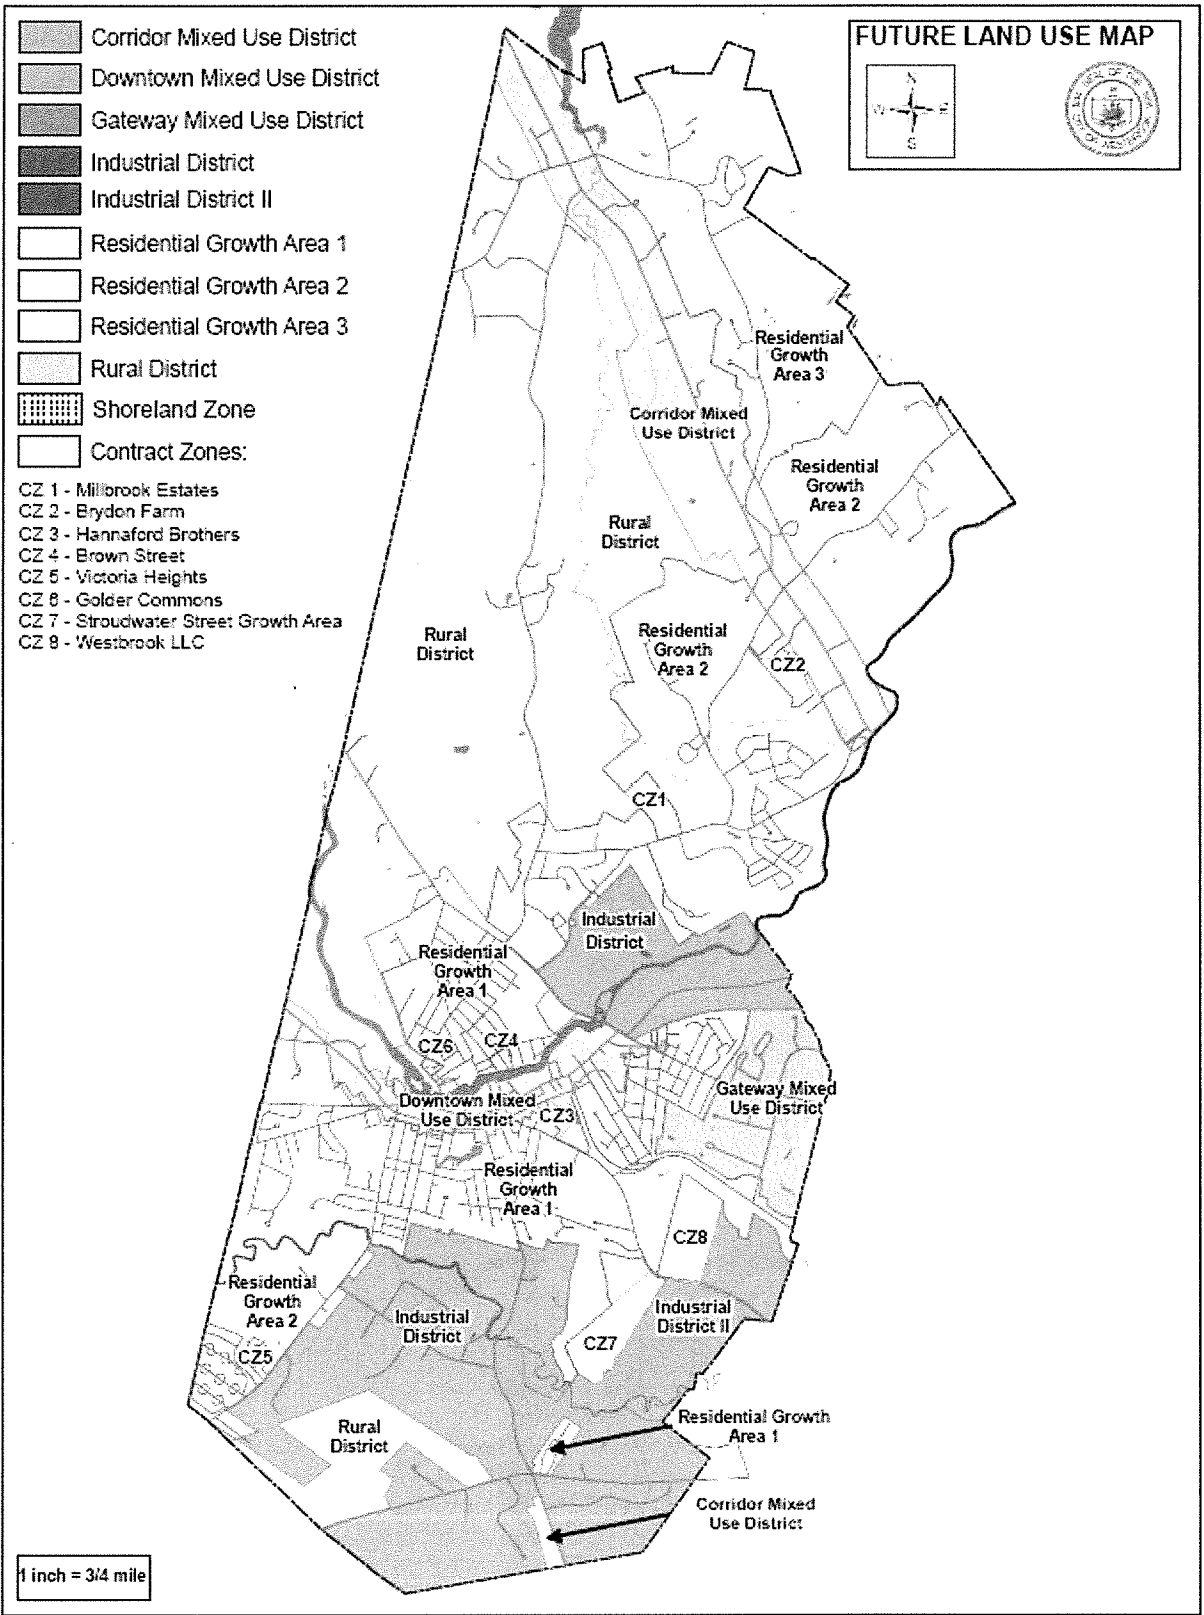 Corridor Mixed Use District
Downtown Mixed Use District
Gateway Mixed Use District
Industrial District
Industrial District II
Residential Growth Area 1
Residential Growth Area 2
Residential Growth Area 3
Rural District
Shoreland Zone
Contract Zones:
CZ 1 - Millbrook Estates
CZ 2 - Brydon Farm
CZ 3 - Hannaford Brothers
CZ 4 - Brown Street
CZ 5 - Victoria Heights
CZ 6 - Golder Commons
CZ 7 - Stroudwater Street Growth Area
CZ 8 - Westbrook LLC
FUTURE LAND USE MAP
N
W
E
S
Residential
Growth
Area 3
Corridor Mixed
Use District
Residential
Growth
Area 2
Rural
District
Rural
District
Residential
Growth
Area 2
CZ2
CZ1
Industrial
District
Residential
Growth
Area 1
CZ6
CZ4
Downtown Mixed
Use District
CZ3
Gateway Mixed
Use District
Residential
Growth
Area 1
CZ8
Residential
Growth
Area 2
CZ5
Industrial
District
Industrial
District II
CZ7
Rural
District
Residential Growth
Area 1
Corridor Mixed
Use District
1 inch = 3/4 mile